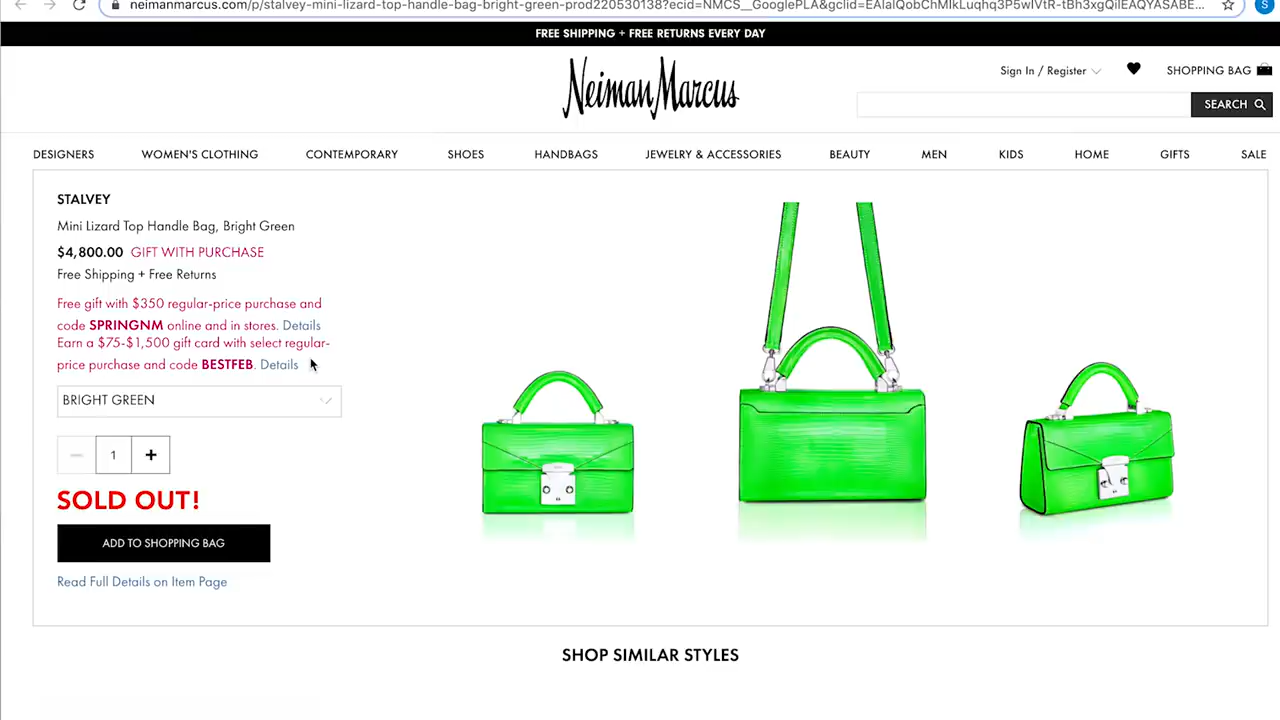 neimanmarcus.com/p/stalvey-mini-lizard-top-handle-bag-bright-green-prod220530138?ecid=NMCS__GooglePLA&gclid=EAIaIQobChMIkLuqhq3P5wIVtR-tBh3xgQilEAQYASABE...
S
FREE SHIPPING + FREE RETURNS EVERY DAY
Neiman Marcus
Sign In / Register
SHOPPING BAG
SEARCH
DESIGNERS WOMEN'S CLOTHING CONTEMPORARY SHOES HANDBAGS JEWELRY & ACCESSORIES BEAUTY MEN KIDS HOME GIFTS SALE
STALVEY
Mini Lizard Top Handle Bag, Bright Green
$4,800.00 GIFT WITH PURCHASE
Free Shipping + Free Returns
Free gift with $350 regular-price purchase and
code SPRINGNM online and in stores. Details
Earn a $75-$1,500 gift card with select regular-
price purchase and code BESTFEB. Details
BRIGHT GREEN
1
SOLD OUT!
ADD TO SHOPPING BAG
Read Full Details on Item Page
SHOP SIMILAR STYLES